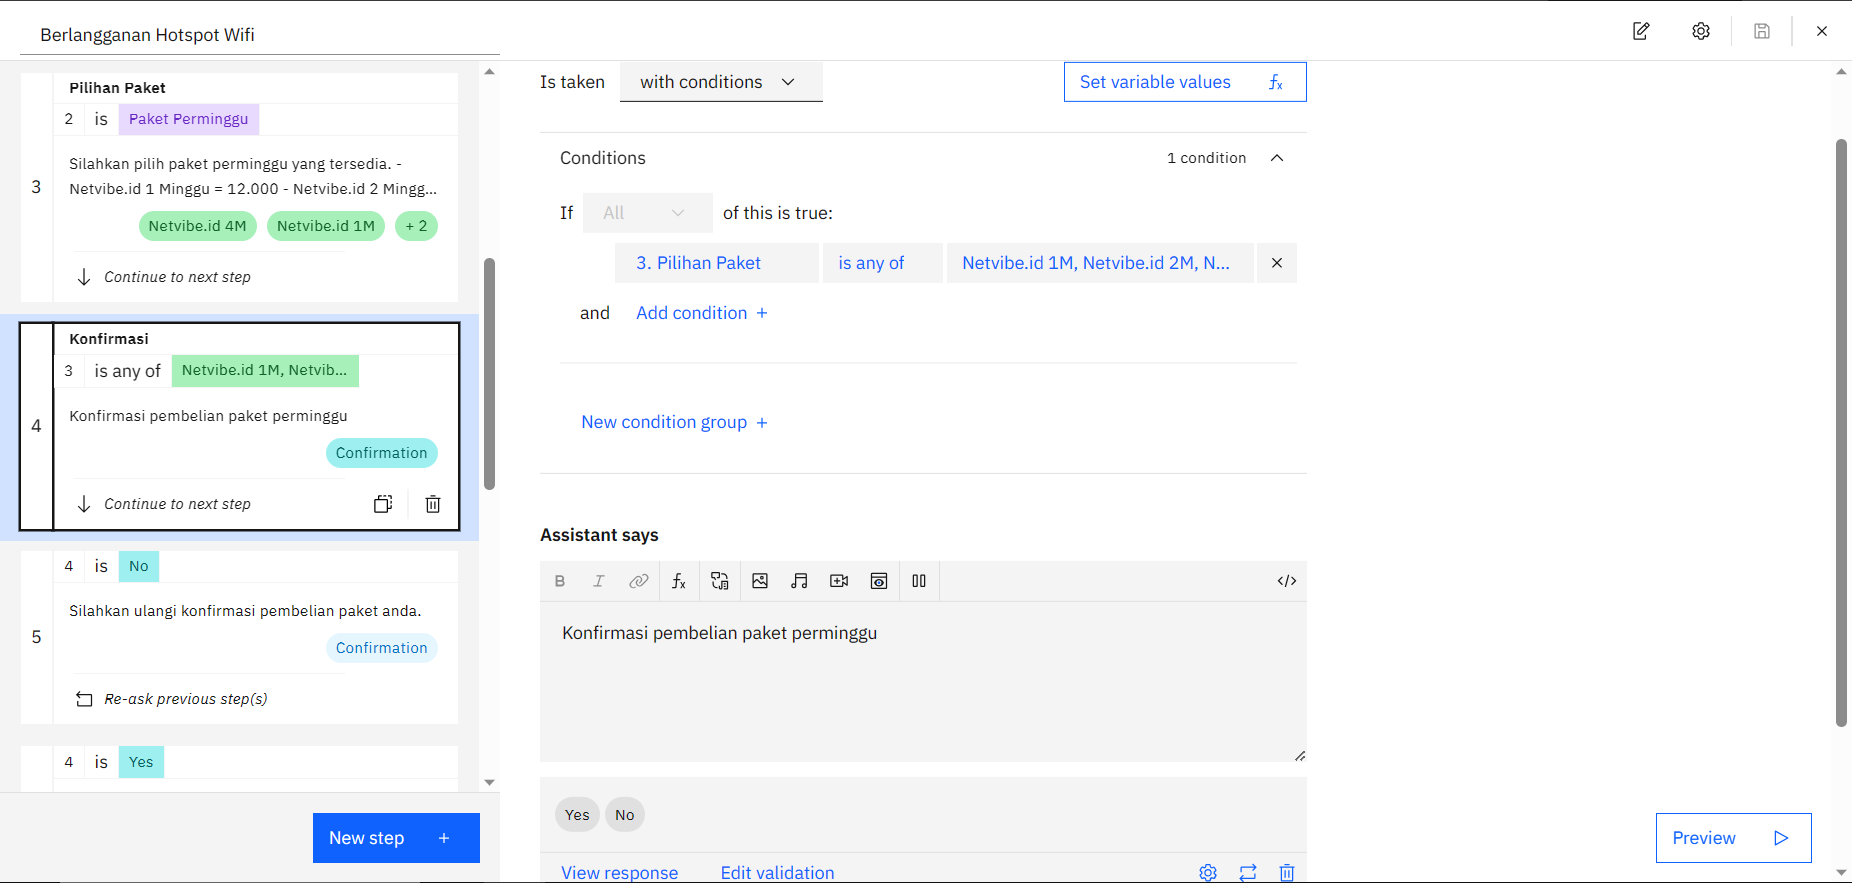 Berlangganan Hotspot Wifi
Pilihan Paket
2 is Paket Perminggu
3
Silahkan pilih paket perminggu yang tersedia. -
Netvibe.id 1 Minggu = 12.000 - Netvibe.id 2 Mingg...
Netvibe.id 4M Netvibe.id 1M + 2
Continue to next step
Konfirmasi
3 is any of Netvibe.id 1M, Netvib...
4
Konfirmasi pembelian paket perminggu
Confirmation
Continue to next step
4 is No
Silahkan ulangi konfirmasi pembelian paket anda.
5
Confirmation
Re-ask previous step(s)
4 is Yes
New step +
Is taken with conditions
Set variable values fx
Conditions
1 condition
If All of this is true:
3. Pilihan Paket is any of Netvibe.id 1M, Netvibe.id 2M, N...
and Add condition +
New condition group +
Assistant says
B I fx </>
Konfirmasi pembelian paket perminggu
Yes No
View response Edit validation
Preview